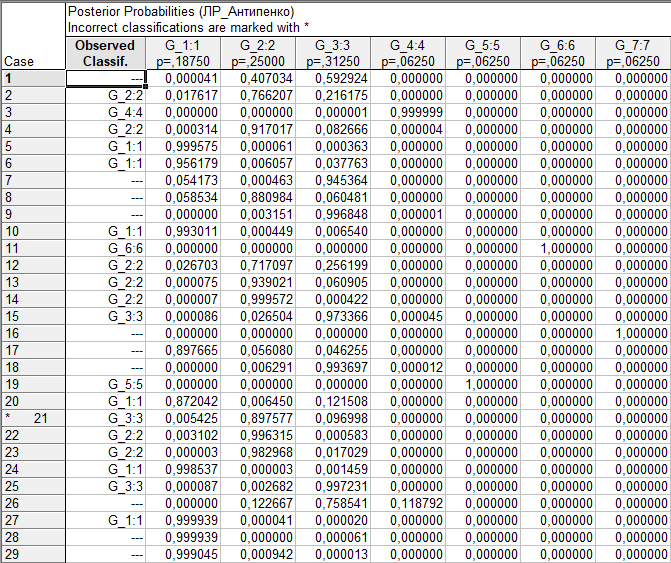 Posterior Probabilities (ЛР_Антипенко)
Incorrect classifications are marked with *
Case Observed Classif. G_1:1 p=,18750 G_2:2 p=,25000 G_3:3 p=,31250 G_4:4 p=,06250 G_5:5 p=,06250 G_6:6 p=,06250 G_7:7 p=,06250
1 --- 0,000041 0,407034 0,592924 0,000000 0,000000 0,000000 0,000000
2 G_2:2 0,017617 0,766207 0,216175 0,000000 0,000000 0,000000 0,000000
3 G_4:4 0,000000 0,000000 0,000001 0,999999 0,000000 0,000000 0,000000
4 G_2:2 0,000314 0,917017 0,082666 0,000004 0,000000 0,000000 0,000000
5 G_1:1 0,999575 0,000061 0,000363 0,000000 0,000000 0,000000 0,000000
6 G_1:1 0,956179 0,006057 0,037763 0,000000 0,000000 0,000000 0,000000
7 --- 0,054173 0,000463 0,945364 0,000000 0,000000 0,000000 0,000000
8 --- 0,058534 0,880984 0,060481 0,000000 0,000000 0,000000 0,000000
9 --- 0,000000 0,003151 0,996848 0,000001 0,000000 0,000000 0,000000
10 G_1:1 0,993011 0,000449 0,006540 0,000000 0,000000 0,000000 0,000000
11 G_6:6 0,000000 0,000000 0,000000 0,000000 0,000000 1,000000 0,000000
12 G_2:2 0,026703 0,717097 0,256199 0,000000 0,000000 0,000000 0,000000
13 G_2:2 0,000075 0,939021 0,060905 0,000000 0,000000 0,000000 0,000000
14 G_2:2 0,000007 0,999572 0,000422 0,000000 0,000000 0,000000 0,000000
15 G_3:3 0,000086 0,026504 0,973366 0,000045 0,000000 0,000000 0,000000
16 --- 0,000000 0,000000 0,000000 0,000000 0,000000 0,000000 1,000000
17 --- 0,897665 0,056080 0,046255 0,000000 0,000000 0,000000 0,000000
18 --- 0,000000 0,006291 0,993697 0,000012 0,000000 0,000000 0,000000
19 G_5:5 0,000000 0,000000 0,000000 0,000000 1,000000 0,000000 0,000000
20 G_1:1 0,872042 0,006450 0,121508 0,000000 0,000000 0,000000 0,000000
* 21 G_3:3 0,005425 0,897577 0,096998 0,000000 0,000000 0,000000 0,000000
22 G_2:2 0,003102 0,996315 0,000583 0,000000 0,000000 0,000000 0,000000
23 G_2:2 0,000003 0,982968 0,017029 0,000000 0,000000 0,000000 0,000000
24 G_1:1 0,998537 0,000003 0,001459 0,000000 0,000000 0,000000 0,000000
25 G_3:3 0,000087 0,002682 0,997231 0,000000 0,000000 0,000000 0,000000
26 --- 0,000000 0,122667 0,758541 0,118792 0,000000 0,000000 0,000000
27 G_1:1 0,999939 0,000041 0,000020 0,000000 0,000000 0,000000 0,000000
28 --- 0,999939 0,000000 0,000061 0,000000 0,000000 0,000000 0,000000
29 --- 0,999045 0,000942 0,000013 0,000000 0,000000 0,000000 0,000000